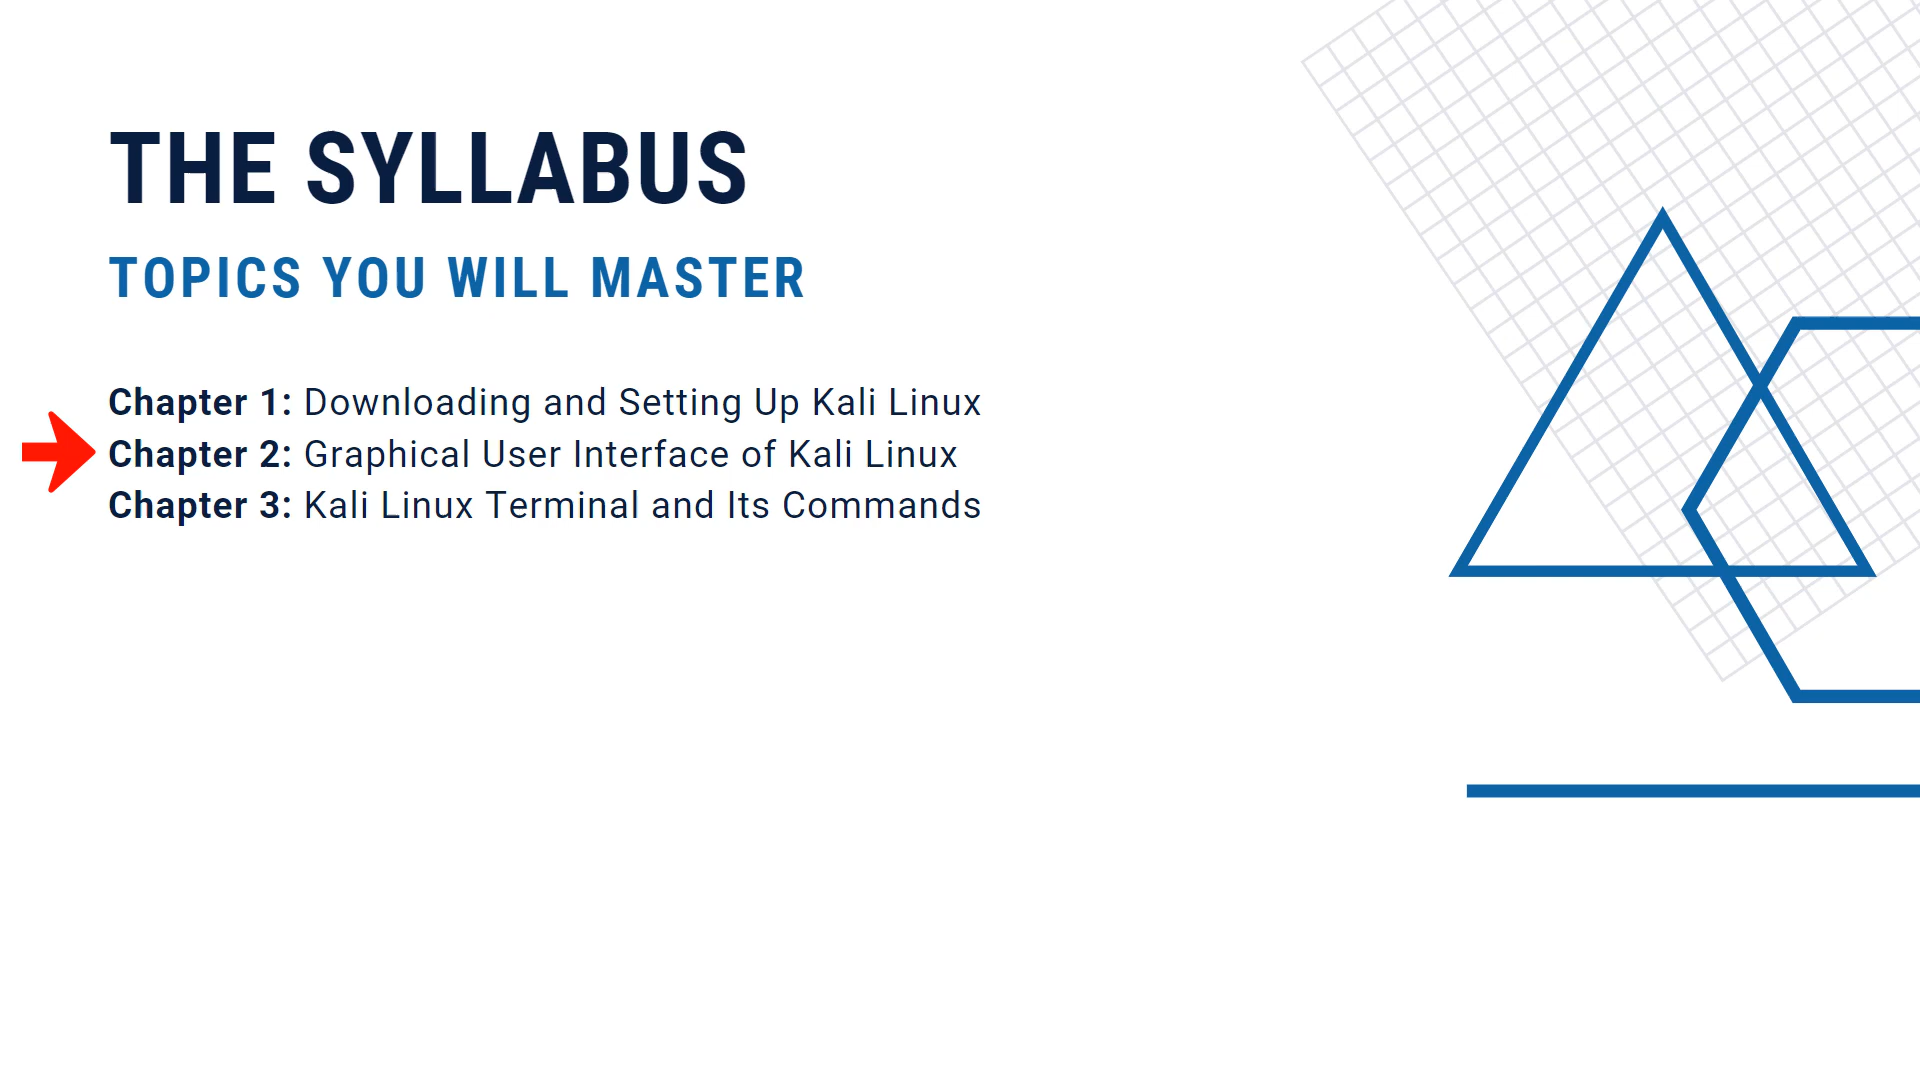 THE SYLLABUS
TOPICS YOU WILL MASTER
Chapter 1: Downloading and Setting Up Kali Linux
Chapter 2: Graphical User Interface of Kali Linux
Chapter 3: Kali Linux Terminal and Its Commands